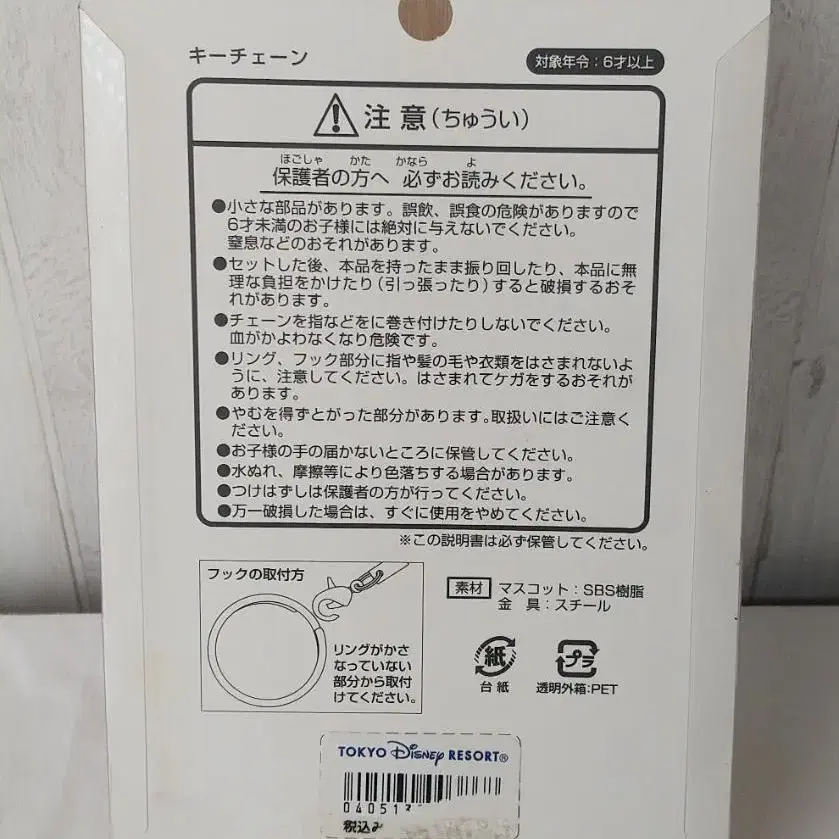 キーチェーン
対象年令：6才以上
注意(ちゅうい)
ほごしゃ かた かなら よ
保護者の方へ 必ずお読みください。
●小さな部品があります。誤飲、誤食の危険がありますので
6才未満のお子様には絶対に与えないでください。
窒息などのおそれがあります。
●セットした後、本品を持ったまま振り回したり、本品に無
理な負担をかけたり(引っ張ったり)すると破損するおそ
れがあります。
●チェーンを指などをに巻き付けたりしないでください。
血がかよわなくなり危険です。
●リング、フック部分に指や髪の毛や衣類をはさまれないよ
うに、注意してください。はさまれてケガをするおそれが
あります。
●やむを得ずとがった部分があります。取扱いにはご注意く
ださい。
●お子様の手の届かないところに保管してください。
●水ぬれ、摩擦等により色落ちする場合があります。
●つけはずしは保護者の方が行ってください。
●万一破損した場合は、すぐに使用をやめてください。
※この説明書は必ず保管してください。
フックの取付方
リングがかさ
なっていない
部分から取付
けてください。
素材 マスコット：SBS樹脂
金具：スチール
紙
台紙
プラ
透明外箱:PET
TOKYO Disney RESORT®
04051
税込み